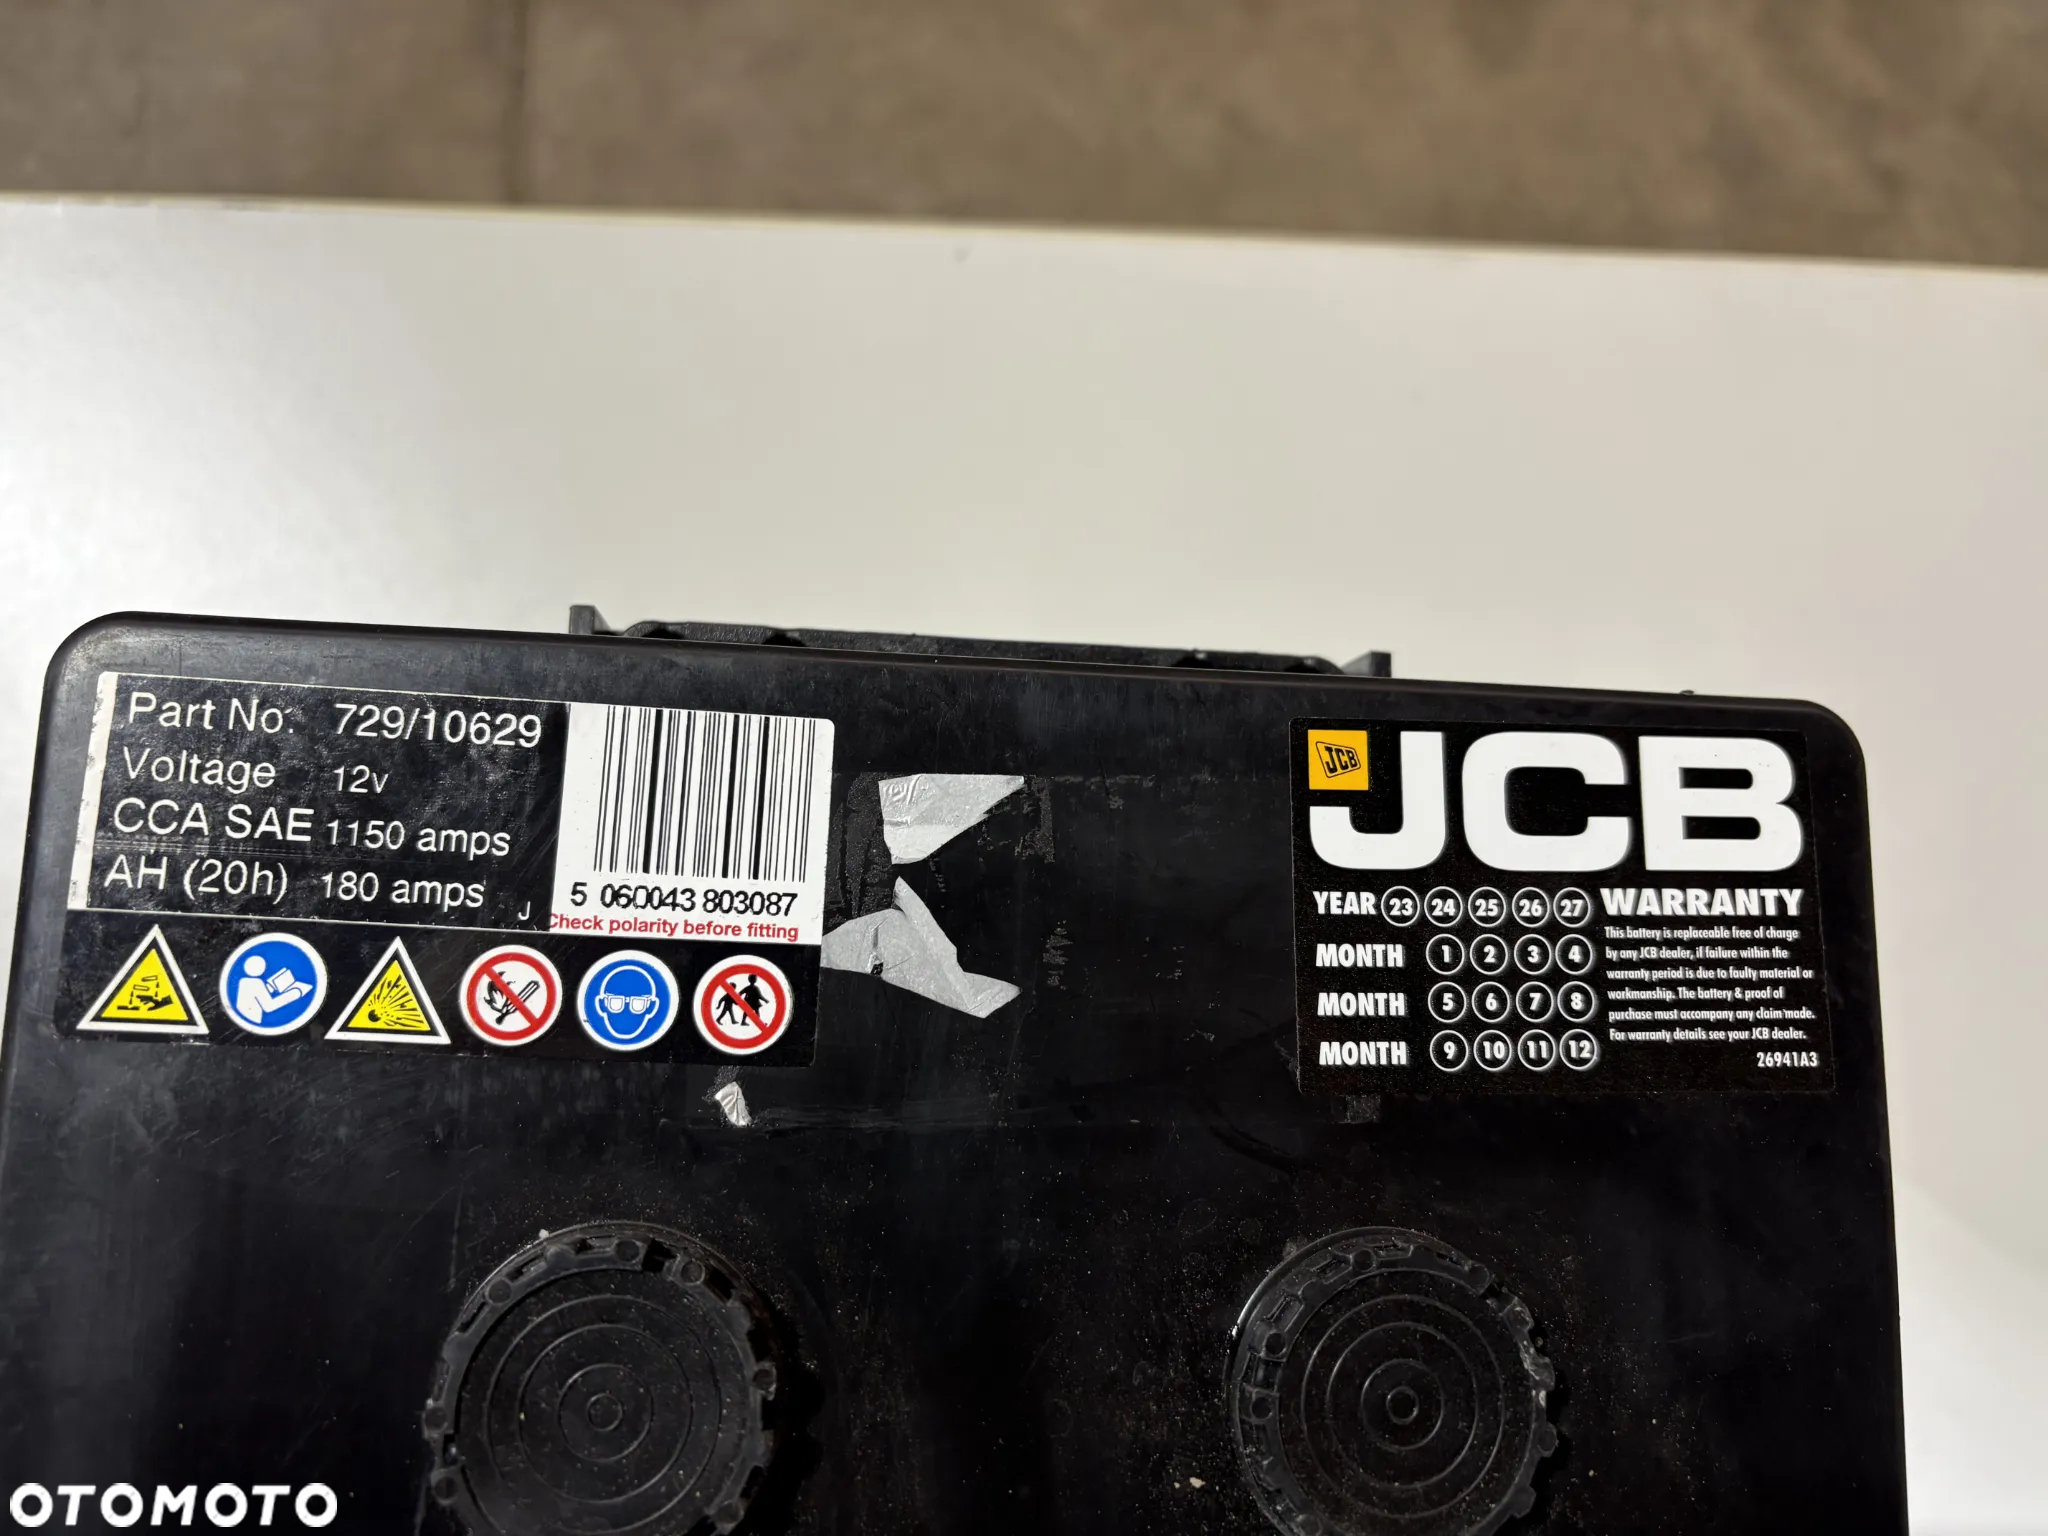 Part No. 729/10629
Voltage 12v
CCA SAE 1150 amps
AH (20h) 180 amps J
5 060043 803087
Check polarity before fitting
JCB
JCB
YEAR 23 24 25 26 27
MONTH 1 2 3 4
MONTH 5 6 7 8
MONTH 9 10 11 12
WARRANTY
This battery is replaceable free of charge
by any JCB dealer, if failure within the
warranty period is due to faulty material or
workmanship. The battery & proof of
purchase must accompany any claim made.
For warranty details see your JCB dealer.
26941A3
OTOMOTO